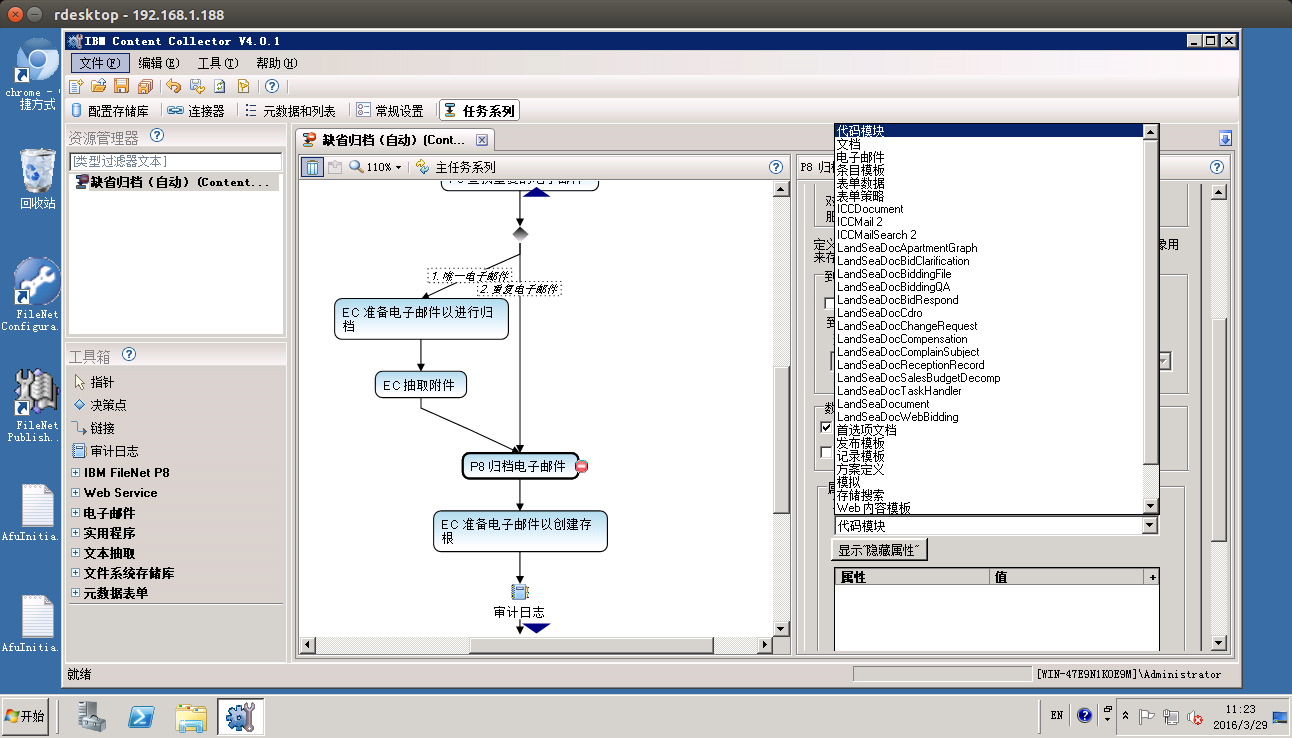 rdesktop - 192.168.1.188
IBM Content Collector V4.0.1
文件(F) 编辑(E) 工具(T) 帮助(H)
配置存储库 连接器 元数据和列表 常规设置 任务系列
chrome -
捷方式
回收站
FileNet
Configura.
FileNet
Publish..
AfuInitia.
AfuInitia.
资源管理器
[类型过滤器文本]
缺省归档（自动）(Content...
工具箱
指针
决策点
链接
审计日志
IBM FileNet P8
Web Service
电子邮件
实用程序
文本抽取
文件系统存储库
元数据表单
缺省归档（自动）[Cont...
110% 主任务系列
1. 唯一电子邮件
2. 重复电子邮件
EC 准备电子邮件以进行归
档
EC 抽取附件
P8 归档电子邮件
EC 准备电子邮件以创建存
根
审计日志
P8 归
定义
象用
来存
到
到
数
代码模块
文档
电子邮件
条目模板
表单数据
表单策略
ICCDocument
ICCMail 2
ICCMailSearch 2
LandSeaDocApartmentGraph
LandSeaDocBidClarification
LandSeaDocBiddingFile
LandSeaDocBiddingQA
LandSeaDocBidRespond
LandSeaDocCdro
LandSeaDocChangeRequest
LandSeaDocCompensation
LandSeaDocComplainSubject
LandSeaDocReceptionRecord
LandSeaDocSalesBudgetDecomp
LandSeaDocTaskHandler
LandSeaDocument
LandSeaDocWebBidding
首选项文档
发布模板
记录模板
方案定义
模拟
存储搜索
Web 内容模板
代码模块
显示"隐藏属性"
属性 值 +
就绪
[WIN-47E9N1KOE9M]\Administrator
开始
EN
11:23
2016/3/29